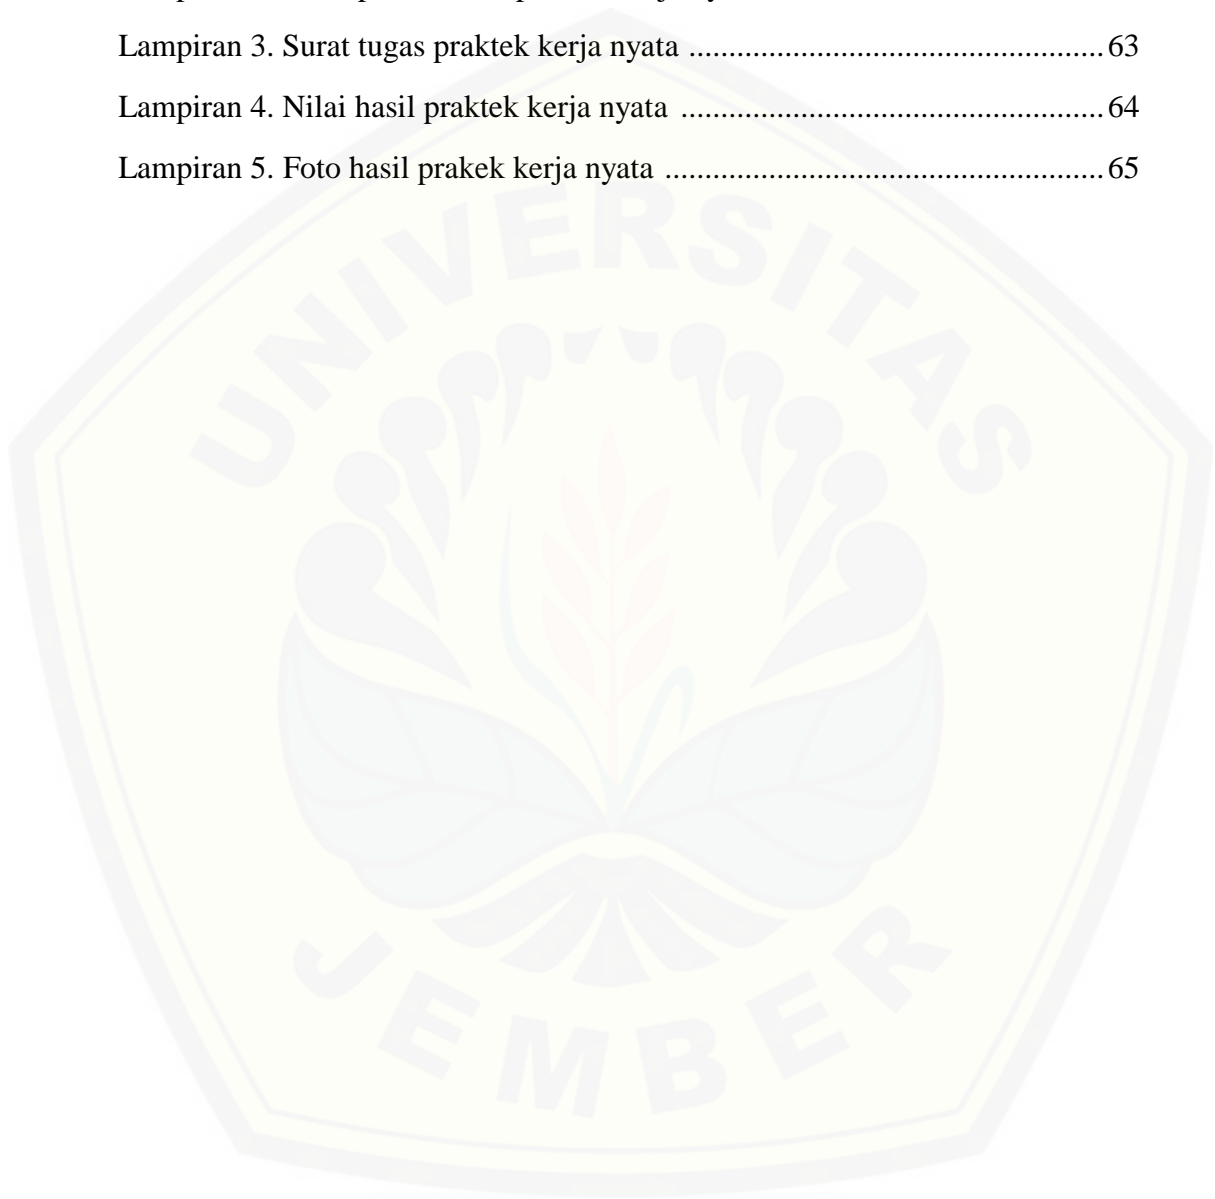 Lampiran 3. Surat tugas praktek kerja nyata ..................................................... 63
Lampiran 4. Nilai hasil praktek kerja nyata ...................................................... 64
Lampiran 5. Foto hasil prakek kerja nyata ........................................................ 65
UNIVERSITAS
JEMBER